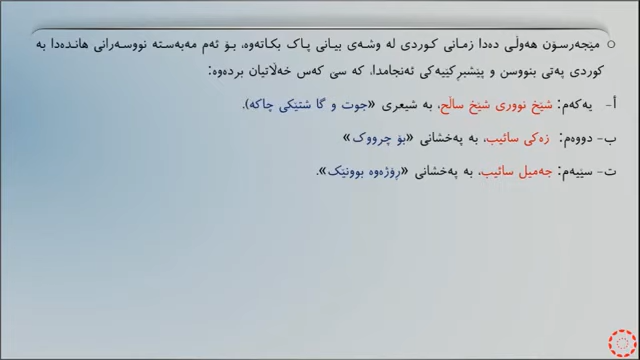 ○ مێجەرسۆن هەوڵی دەدا زمانی کوردی لە وشەی بیانی پاک بکاتەوە، بۆ ئەم مەبەستە نووسەرانی هاندەدا بە
کوردی پەتی بنووسن و پێشبڕکێیەکی ئەنجامدا، کە سێ کەس خەڵاتیان بردەوە:
أ- یەکەم: شێخ نووری شێخ ساڵح، بە شیعری «جوت و گا شتێکی چاکە).
ب- دووەم: زەکی سائیب، بە پەخشانی «بۆ چرووک»
ت- سێیەم: جەمیل سائیب، بە پەخشانی «ڕۆژەوە بوونێک».